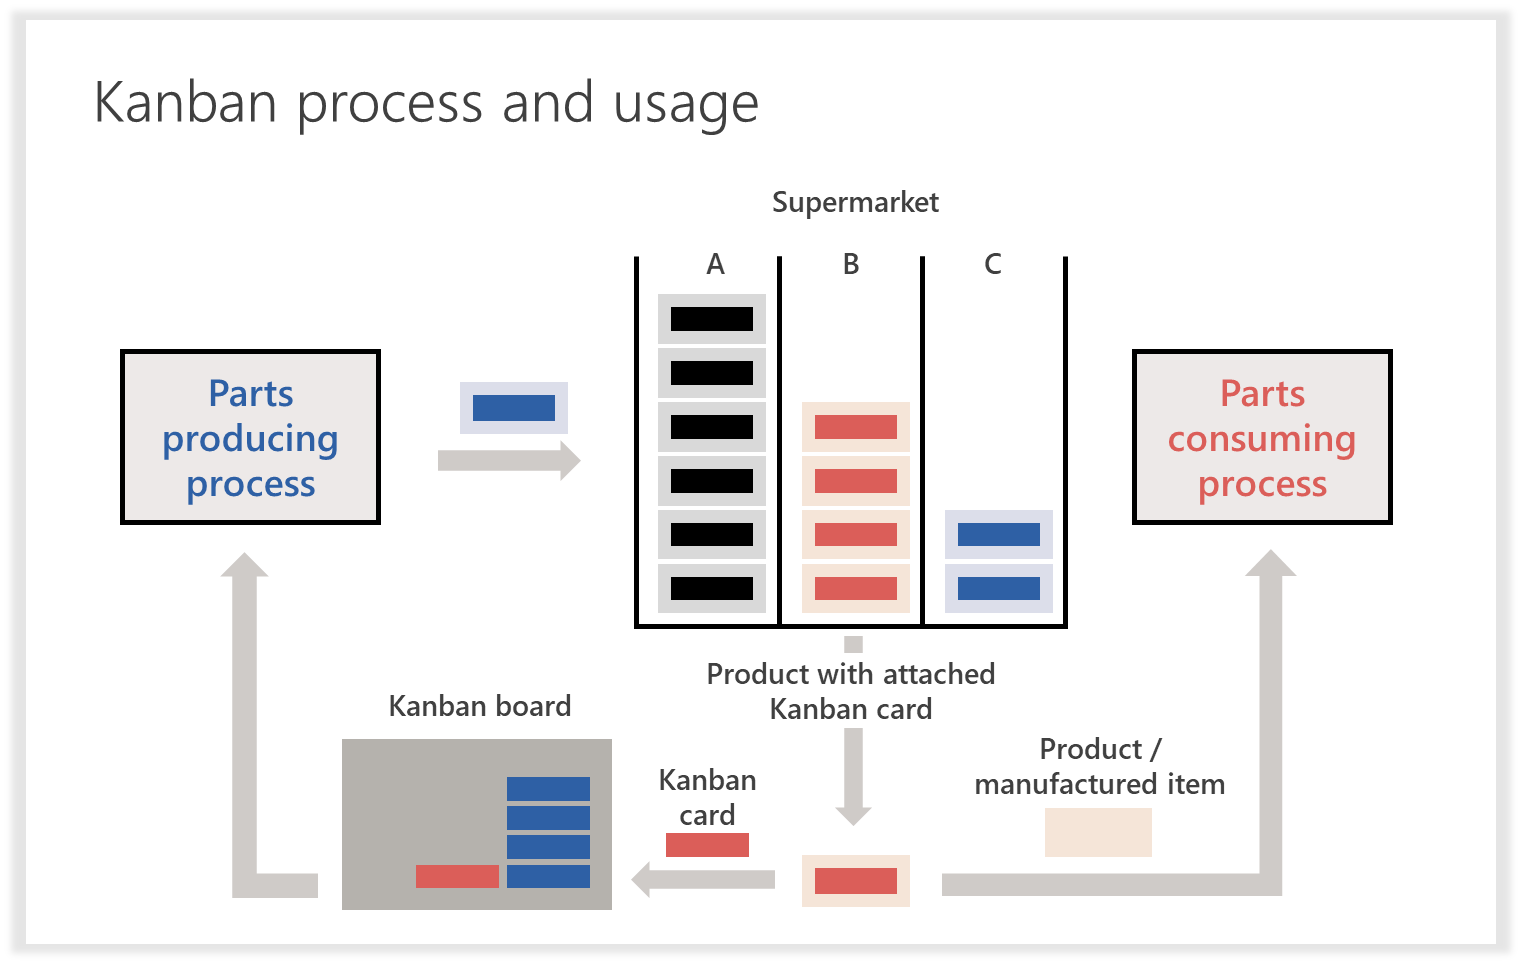 Kanban process and usage
Supermarket
A
B
C
Parts
producing
process
Parts
consuming
process
Product with attached
Kanban card
Kanban board
Kanban
card
Product /
manufactured item